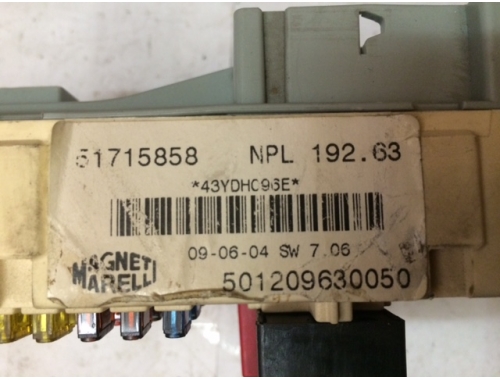 51715858 NPL 192.63
*43YDHC96E*
09-06-04 SW 7.06
MAGNETI
MARELLI
501209630050